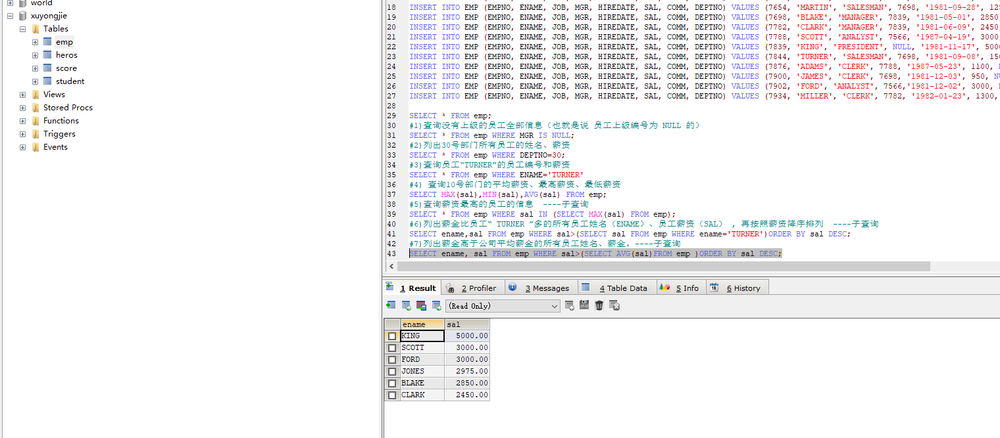 world
xuyongjie
Tables
emp
heros
score
student
Views
Stored Procs
Functions
Triggers
Events
18 INSERT INTO EMP (EMPNO, ENAME, JOB, MGR, HIREDATE, SAL, COMM, DEPTNO) VALUES (7654, 'MARTIN', 'SALESMAN', 7698, '1981-09-28', 125
19 INSERT INTO EMP (EMPNO, ENAME, JOB, MGR, HIREDATE, SAL, COMM, DEPTNO) VALUES (7698, 'BLAKE', 'MANAGER', 7839, '1981-05-01', 2850,
20 INSERT INTO EMP (EMPNO, ENAME, JOB, MGR, HIREDATE, SAL, COMM, DEPTNO) VALUES (7782, 'CLARK', 'MANAGER', 7839, '1981-06-09', 2450,
21 INSERT INTO EMP (EMPNO, ENAME, JOB, MGR, HIREDATE, SAL, COMM, DEPTNO) VALUES (7788, 'SCOTT', 'ANALYST', 7566, '1987-04-19', 3000,
22 INSERT INTO EMP (EMPNO, ENAME, JOB, MGR, HIREDATE, SAL, COMM, DEPTNO) VALUES (7839, 'KING', 'PRESIDENT', NULL, '1981-11-17', 5000
23 INSERT INTO EMP (EMPNO, ENAME, JOB, MGR, HIREDATE, SAL, COMM, DEPTNO) VALUES (7844, 'TURNER', 'SALESMAN', 7698, '1981-09-08', 150
24 INSERT INTO EMP (EMPNO, ENAME, JOB, MGR, HIREDATE, SAL, COMM, DEPTNO) VALUES (7876, 'ADAMS', 'CLERK', 7788, '1987-05-23', 1100,
25 INSERT INTO EMP (EMPNO, ENAME, JOB, MGR, HIREDATE, SAL, COMM, DEPTNO) VALUES (7900, 'JAMES', 'CLERK', 7698, '1981-12-03', 950,
26 INSERT INTO EMP (EMPNO, ENAME, JOB, MGR, HIREDATE, SAL, COMM, DEPTNO) VALUES (7902, 'FORD', 'ANALYST', 7566,'1981-12-02', 3000,
27 INSERT INTO EMP (EMPNO, ENAME, JOB, MGR, HIREDATE, SAL, COMM, DEPTNO) VALUES (7934, 'MILLER', 'CLERK', 7782, '1982-01-23', 1300,
28
29 SELECT * FROM emp;
30 #1)查询没有上级的员工全部信息（也就是说 员工上级编号为 NULL 的）
31 SELECT * FROM emp WHERE MGR IS NULL;
32 #2)列出30号部门所有员工的姓名、薪资
33 SELECT * FROM emp WHERE DEPTNO=30;
34 #3)查询员工“TURNER”的员工编号和薪资
35 SELECT * FROM emp WHERE ENAME='TURNER'
36 #4) 查询10号部门的平均薪资、最高薪资、最低薪资
37 SELECT MAX(sal),MIN(sal),AVG(sal) FROM emp;
38 #5)查询薪资最高的员工的信息 ----子查询
39 SELECT * FROM emp WHERE sal IN (SELECT MAX(sal) FROM emp);
40 #6)列出薪金比员工“ TURNER ”多的所有员工姓名（ENAME）、员工薪资（SAL） , 再按照薪资降序排列 ----子查询
41 SELECT ename,sal FROM emp WHERE sal>(SELECT sal FROM emp WHERE ename='TURNER')ORDER BY sal DESC;
42 #7)列出薪金高于公司平均薪金的所有员工姓名、薪金。----子查询
43 SELECT ename, sal FROM emp WHERE sal>(SELECT AVG(sal)FROM emp )ORDER BY sal DESC;
1 Result 2 Profiler 3 Messages 4 Table Data 5 Info 18 6 History
(Read Only)
ename sal
KING 5000.00
SCOTT 3000.00
FORD 3000.00
JONES 2975.00
BLAKE 2850.00
CLARK 2450.00